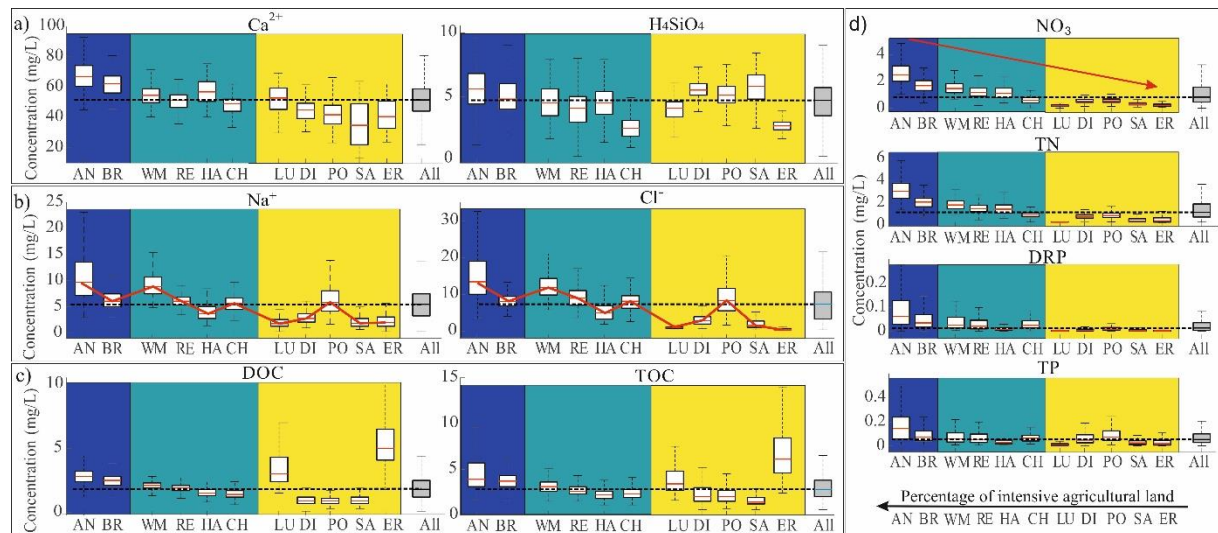 a)
Ca²⁺
H₄SiO₄
Concentration (mg/L)
100
80
60
40
20
10
5
0
AN BR WM RE HA CH LU DI PO SA ER All
AN BR WM RE HA CH LU DI PO SA ER All
b)
Na⁺
Cl⁻
Concentration (mg/L)
25
20
15
10
5
0
30
20
10
0
AN BR WM RE HA CH LU DI PO SA ER All
AN BR WM RE HA CH LU DI PO SA ER All
c)
DOC
TOC
Concentration (mg/L)
10
5
0
15
10
5
0
AN BR WM RE HA CH LU DI PO SA ER All
AN BR WM RE HA CH LU DI PO SA ER All
d)
NO₃
Concentration (mg/L)
4
2
0
AN BR WM RE HA CH LU DI PO SA ER All
TN
6
4
2
0
AN BR WM RE HA CH LU DI PO SA ER All
DRP
0.2
0.1
0
AN BR WM RE HA CH LU DI PO SA ER All
TP
0.4
0.2
0
AN BR WM RE HA CH LU DI PO SA ER All
Percentage of intensive agricultural land
AN BR WM RE HA CH LU DI PO SA ER